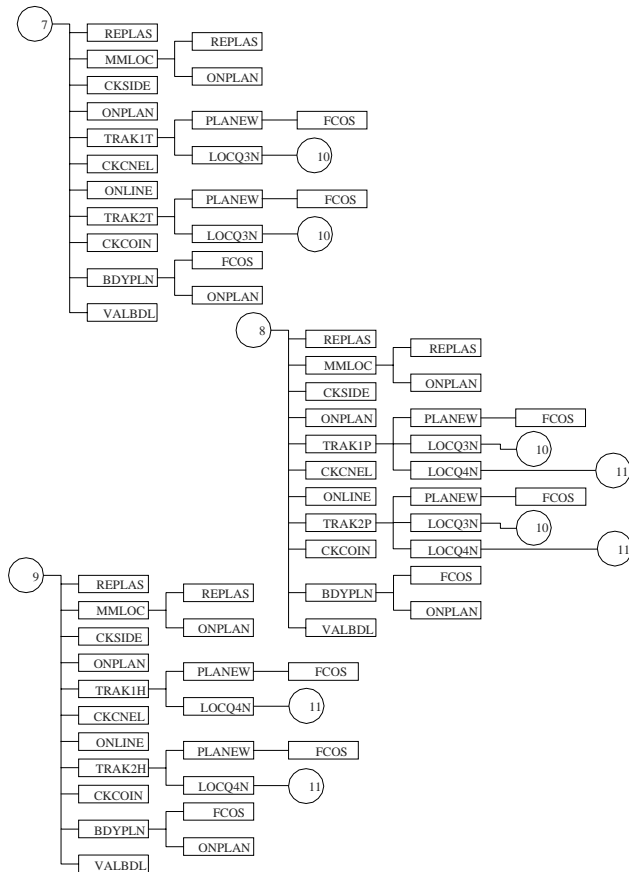 7
REPLAS
MMLOC
REPLAS
ONPLAN
CKSIDE
ONPLAN
TRAK1T
PLANEW
FCOS
LOCQ3N
10
CKCNEL
ONLINE
TRAK2T
PLANEW
FCOS
LOCQ3N
10
CKCOIN
BDYPLN
FCOS
ONPLAN
VALBDL
8
REPLAS
MMLOC
REPLAS
ONPLAN
CKSIDE
ONPLAN
TRAK1P
PLANEW
FCOS
LOCQ3N
10
LOCQ4N
11
CKCNEL
ONLINE
TRAK2P
PLANEW
FCOS
LOCQ3N
10
LOCQ4N
11
CKCOIN
BDYPLN
FCOS
ONPLAN
VALBDL
9
REPLAS
MMLOC
REPLAS
ONPLAN
CKSIDE
ONPLAN
TRAK1H
PLANEW
FCOS
LOCQ4N
11
CKCNEL
ONLINE
TRAK2H
PLANEW
FCOS
LOCQ4N
11
CKCOIN
BDYPLN
FCOS
ONPLAN
VALBDL